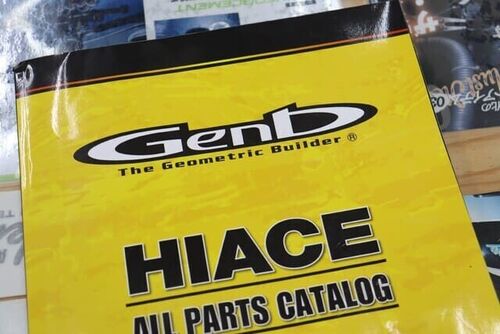 Genb
The Geometric Builder ®
HIACE
ALL PARTS CATALOG